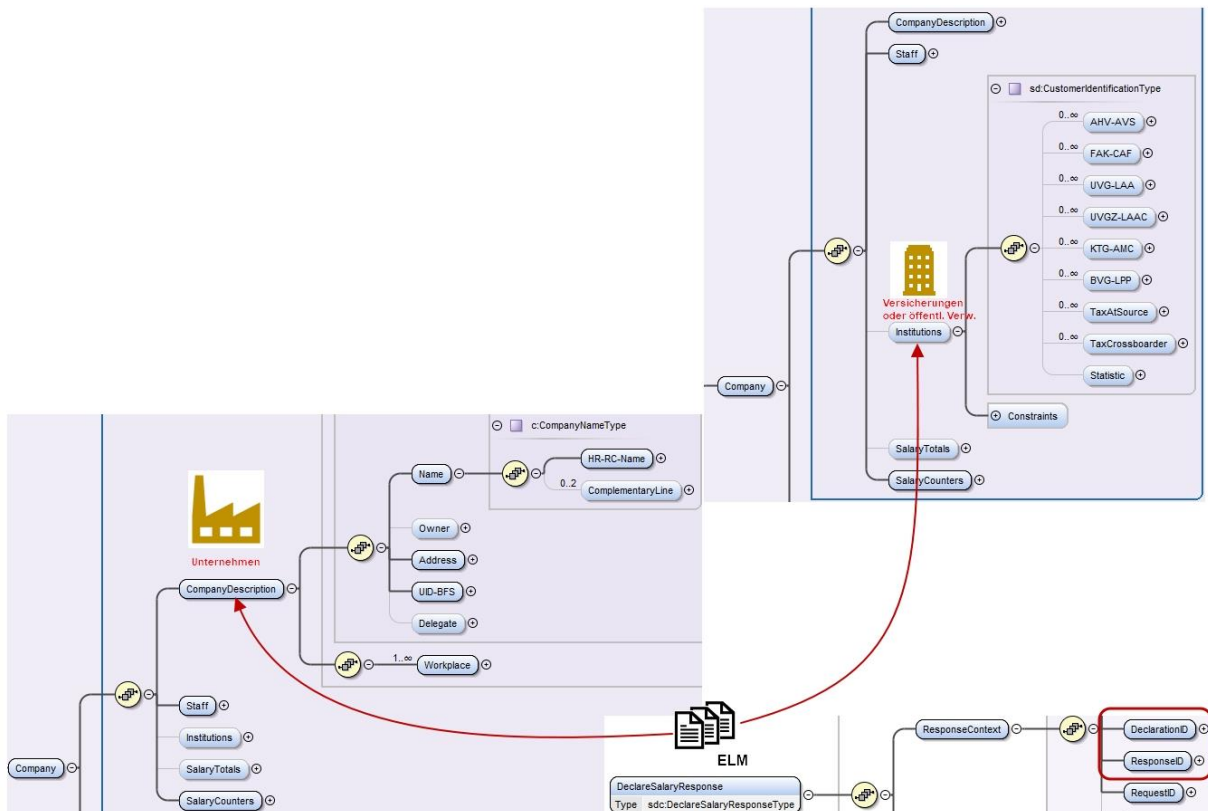 CompanyDescription
Staff
sd:CustomerIdentificationType
0..∞
AHV-AVS
0..∞
FAK-CAF
0..∞
UVG-LAA
0..∞
UVGZ-LAAC
0..∞
KTG-AMC
0..∞
BVG-LPP
0..∞
TaxAtSource
0..∞
TaxCrossboarder
Statistic
Versicherungen
oder öffentl. Verw.
Institutions
Company
Constraints
SalaryTotals
SalaryCounters
c:CompanyNameType
Name
HR-RC-Name
0..2
ComplementaryLine
Owner
Address
UID-BFS
Delegate
Unternehmen
CompanyDescription
1..∞
Workplace
Staff
Institutions
SalaryTotals
SalaryCounters
Company
ELM
ResponseContext
DeclarationID
ResponseID
RequestID
DeclareSalaryResponse
Type sdc:DeclareSalaryResponseType